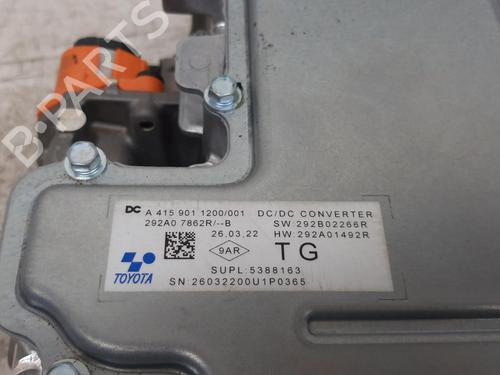 B-PARTS
DC A 415 901 1200/001 DC/DC CONVERTER
292A0 7862R/--B SW:292B02266R
26.03.22 HW:292A01492R
9AR TG
TOYOTA
SUPL:5388163
SN:26032200U1P0365